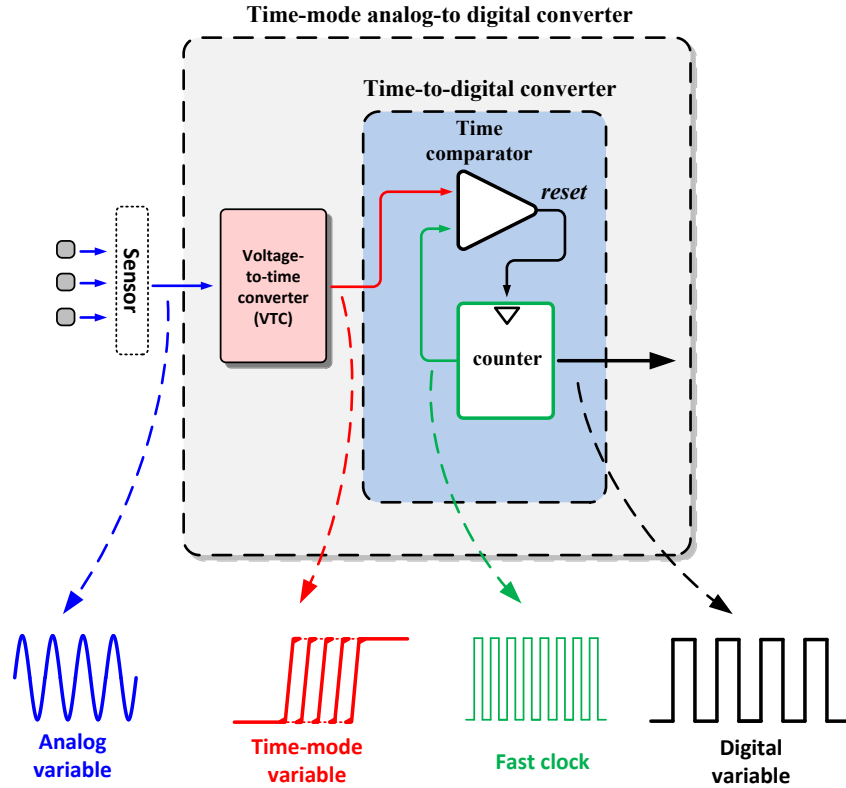 Time-mode analog-to digital converter
Time-to-digital converter
Time
comparator
reset
Sensor
Voltage-
to-time
converter
(VTC)
counter
Analog
variable
Time-mode
variable
Fast clock
Digital
variable